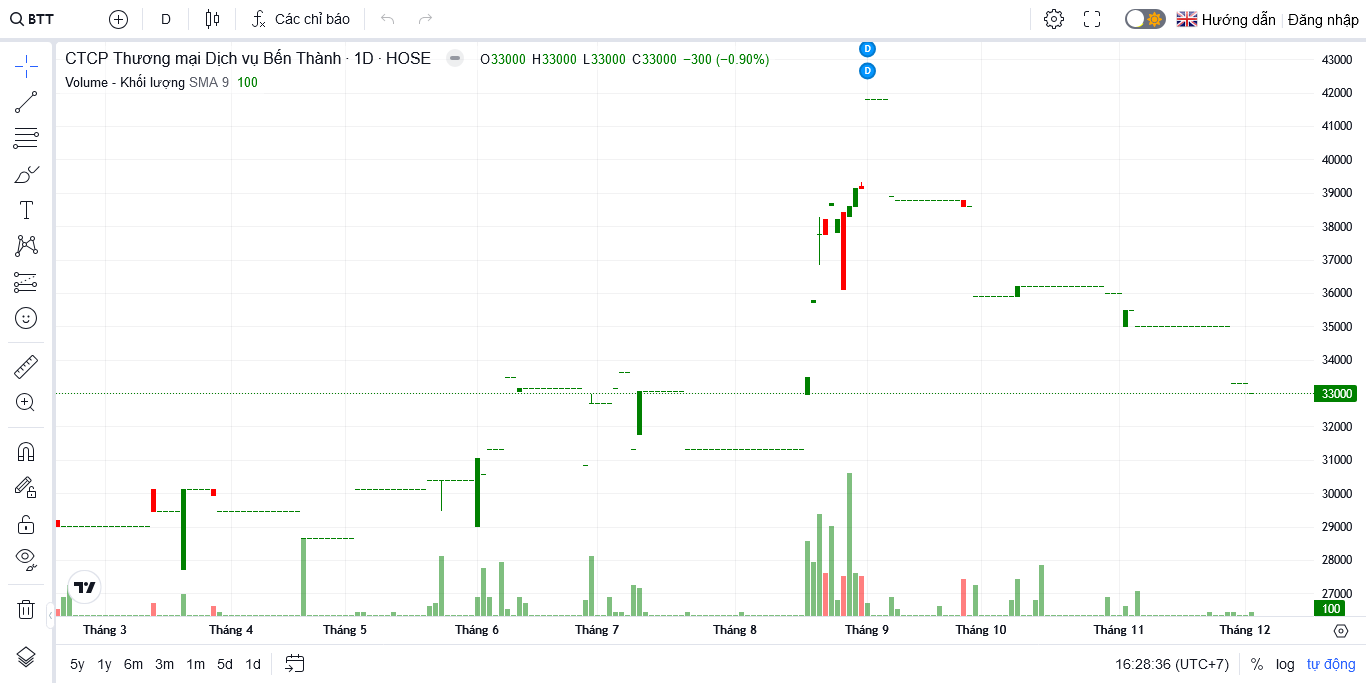 BTT D Các chỉ báo Hướng dẫn Đăng nhập
CTCP Thương mại Dịch vụ Bến Thành · 1D · HOSE O33000 H33000 L33000 C33000 −300 (−0.90%)
Volume - Khối lượng SMA 9 100
D
D
43000
42000
41000
40000
39000
38000
37000
36000
35000
34000
33000
32000
31000
30000
29000
28000
27000
100
Tháng 3 Tháng 4 Tháng 5 Tháng 6 Tháng 7 Tháng 8 Tháng 9 Tháng 10 Tháng 11 Tháng 12
5y 1y 6m 3m 1m 5d 1d 16:28:36 (UTC+7) % log tự động